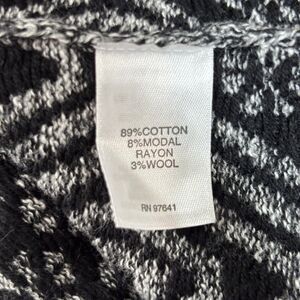 89%COTTON
8%MODAL
RAYON
3%WOOL
RN 97641